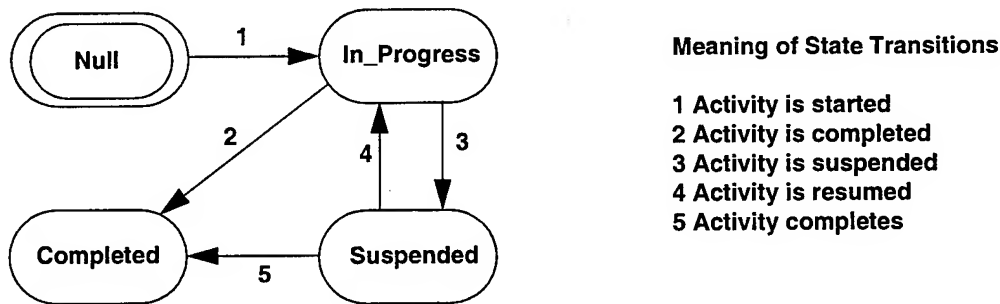 1
Null
In_Progress
2
4
3
Completed
5
Suspended
Meaning of State Transitions
1 Activity is started
2 Activity is completed
3 Activity is suspended
4 Activity is resumed
5 Activity completes